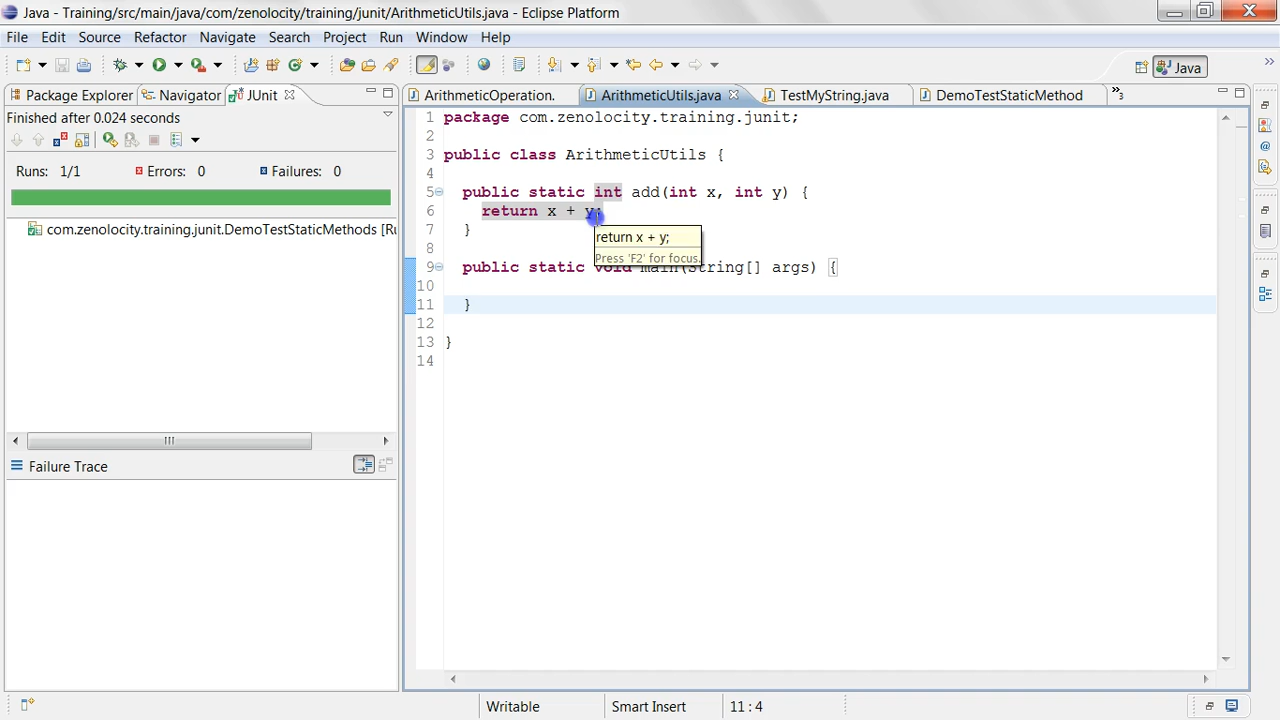 Java - Training/src/main/java/com/zenolocity/training/junit/ArithmeticUtils.java - Eclipse Platform
File Edit Source Refactor Navigate Search Project Run Window Help
Java
Package Explorer Navigator JUnit
ArithmeticOperation. ArithmeticUtils.java TestMyString.java DemoTestStaticMethod »3
Finished after 0.024 seconds
Runs: 1/1 Errors: 0 Failures: 0
com.zenolocity.training.junit.DemoTestStaticMethods [Ru
Failure Trace
1 package com.zenolocity.training.junit;
2
3 public class ArithmeticUtils {
4
5 public static int add(int x, int y) {
6 return x + y;
7 }
8
9 public static void main(String[] args) {
10
11 }
12
13 }
14
return x + y;
Press 'F2' for focus.
Writable Smart Insert 11 : 4